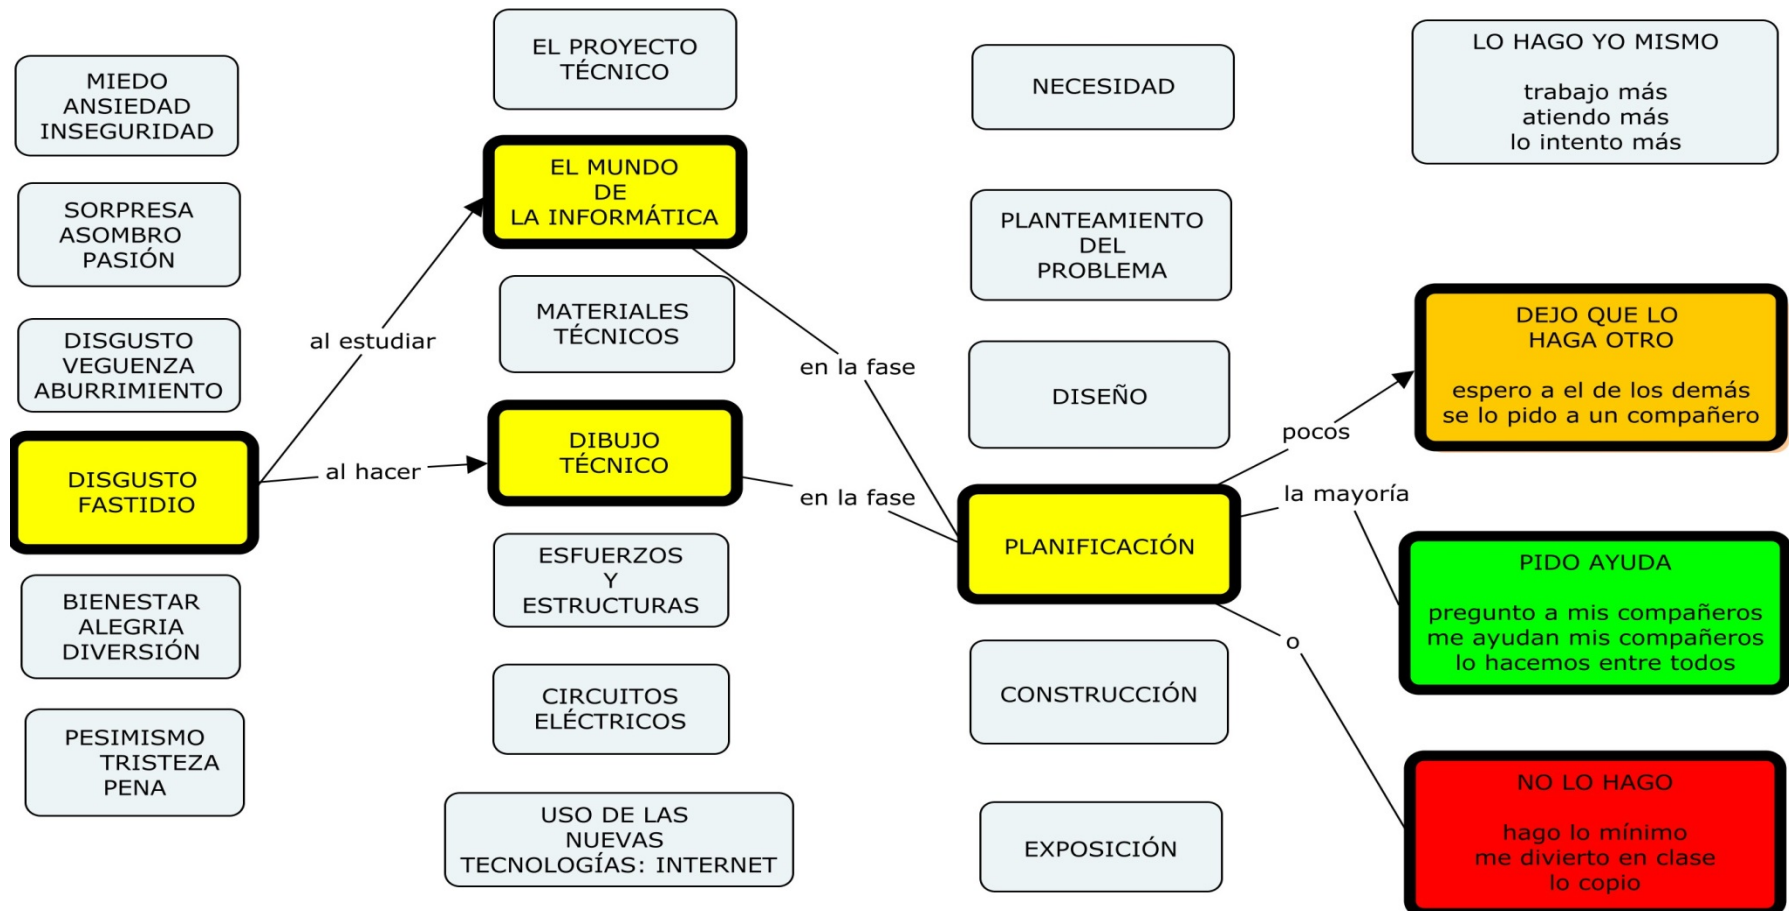 MIEDO
ANSIEDAD
INSEGURIDAD
SORPRESA
ASOMBRO
PASIÓN
DISGUSTO
VEGUENZA
ABURRIMIENTO
DISGUSTO
FASTIDIO
BIENESTAR
ALEGRIA
DIVERSIÓN
PESIMISMO
TRISTEZA
PENA
al estudiar
al hacer
EL PROYECTO
TÉCNICO
EL MUNDO
DE
LA INFORMÁTICA
MATERIALES
TÉCNICOS
DIBUJO
TÉCNICO
ESFUERZOS
Y
ESTRUCTURAS
CIRCUITOS
ELÉCTRICOS
USO DE LAS
NUEVAS
TECNOLOGÍAS: INTERNET
en la fase
en la fase
NECESIDAD
PLANTEAMIENTO
DEL
PROBLEMA
DISEÑO
PLANIFICACIÓN
CONSTRUCCIÓN
EXPOSICIÓN
pocos
la mayoría
o
LO HAGO YO MISMO
trabajo más
atiendo más
lo intento más
DEJO QUE LO
HAGA OTRO
espero a el de los demás
se lo pido a un compañero
PIDO AYUDA
pregunto a mis compañeros
me ayudan mis compañeros
lo hacemos entre todos
NO LO HAGO
hago lo mínimo
me divierto en clase
lo copio